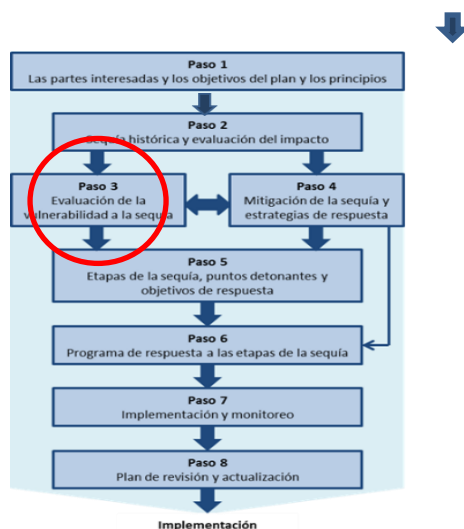 Paso 1
Las partes interesadas y los objetivos del plan y los principios
Paso 2
Sequía histórica y evaluación del impacto
Paso 3
Evaluación de la
vulnerabilidad a la sequía
Paso 4
Mitigación de la sequía y
estrategias de respuesta
Paso 5
Etapas de la sequía, puntos detonantes y
objetivos de respuesta
Paso 6
Programa de respuesta a las etapas de la sequía
Paso 7
Implementación y monitoreo
Paso 8
Plan de revisión y actualización
Implementación